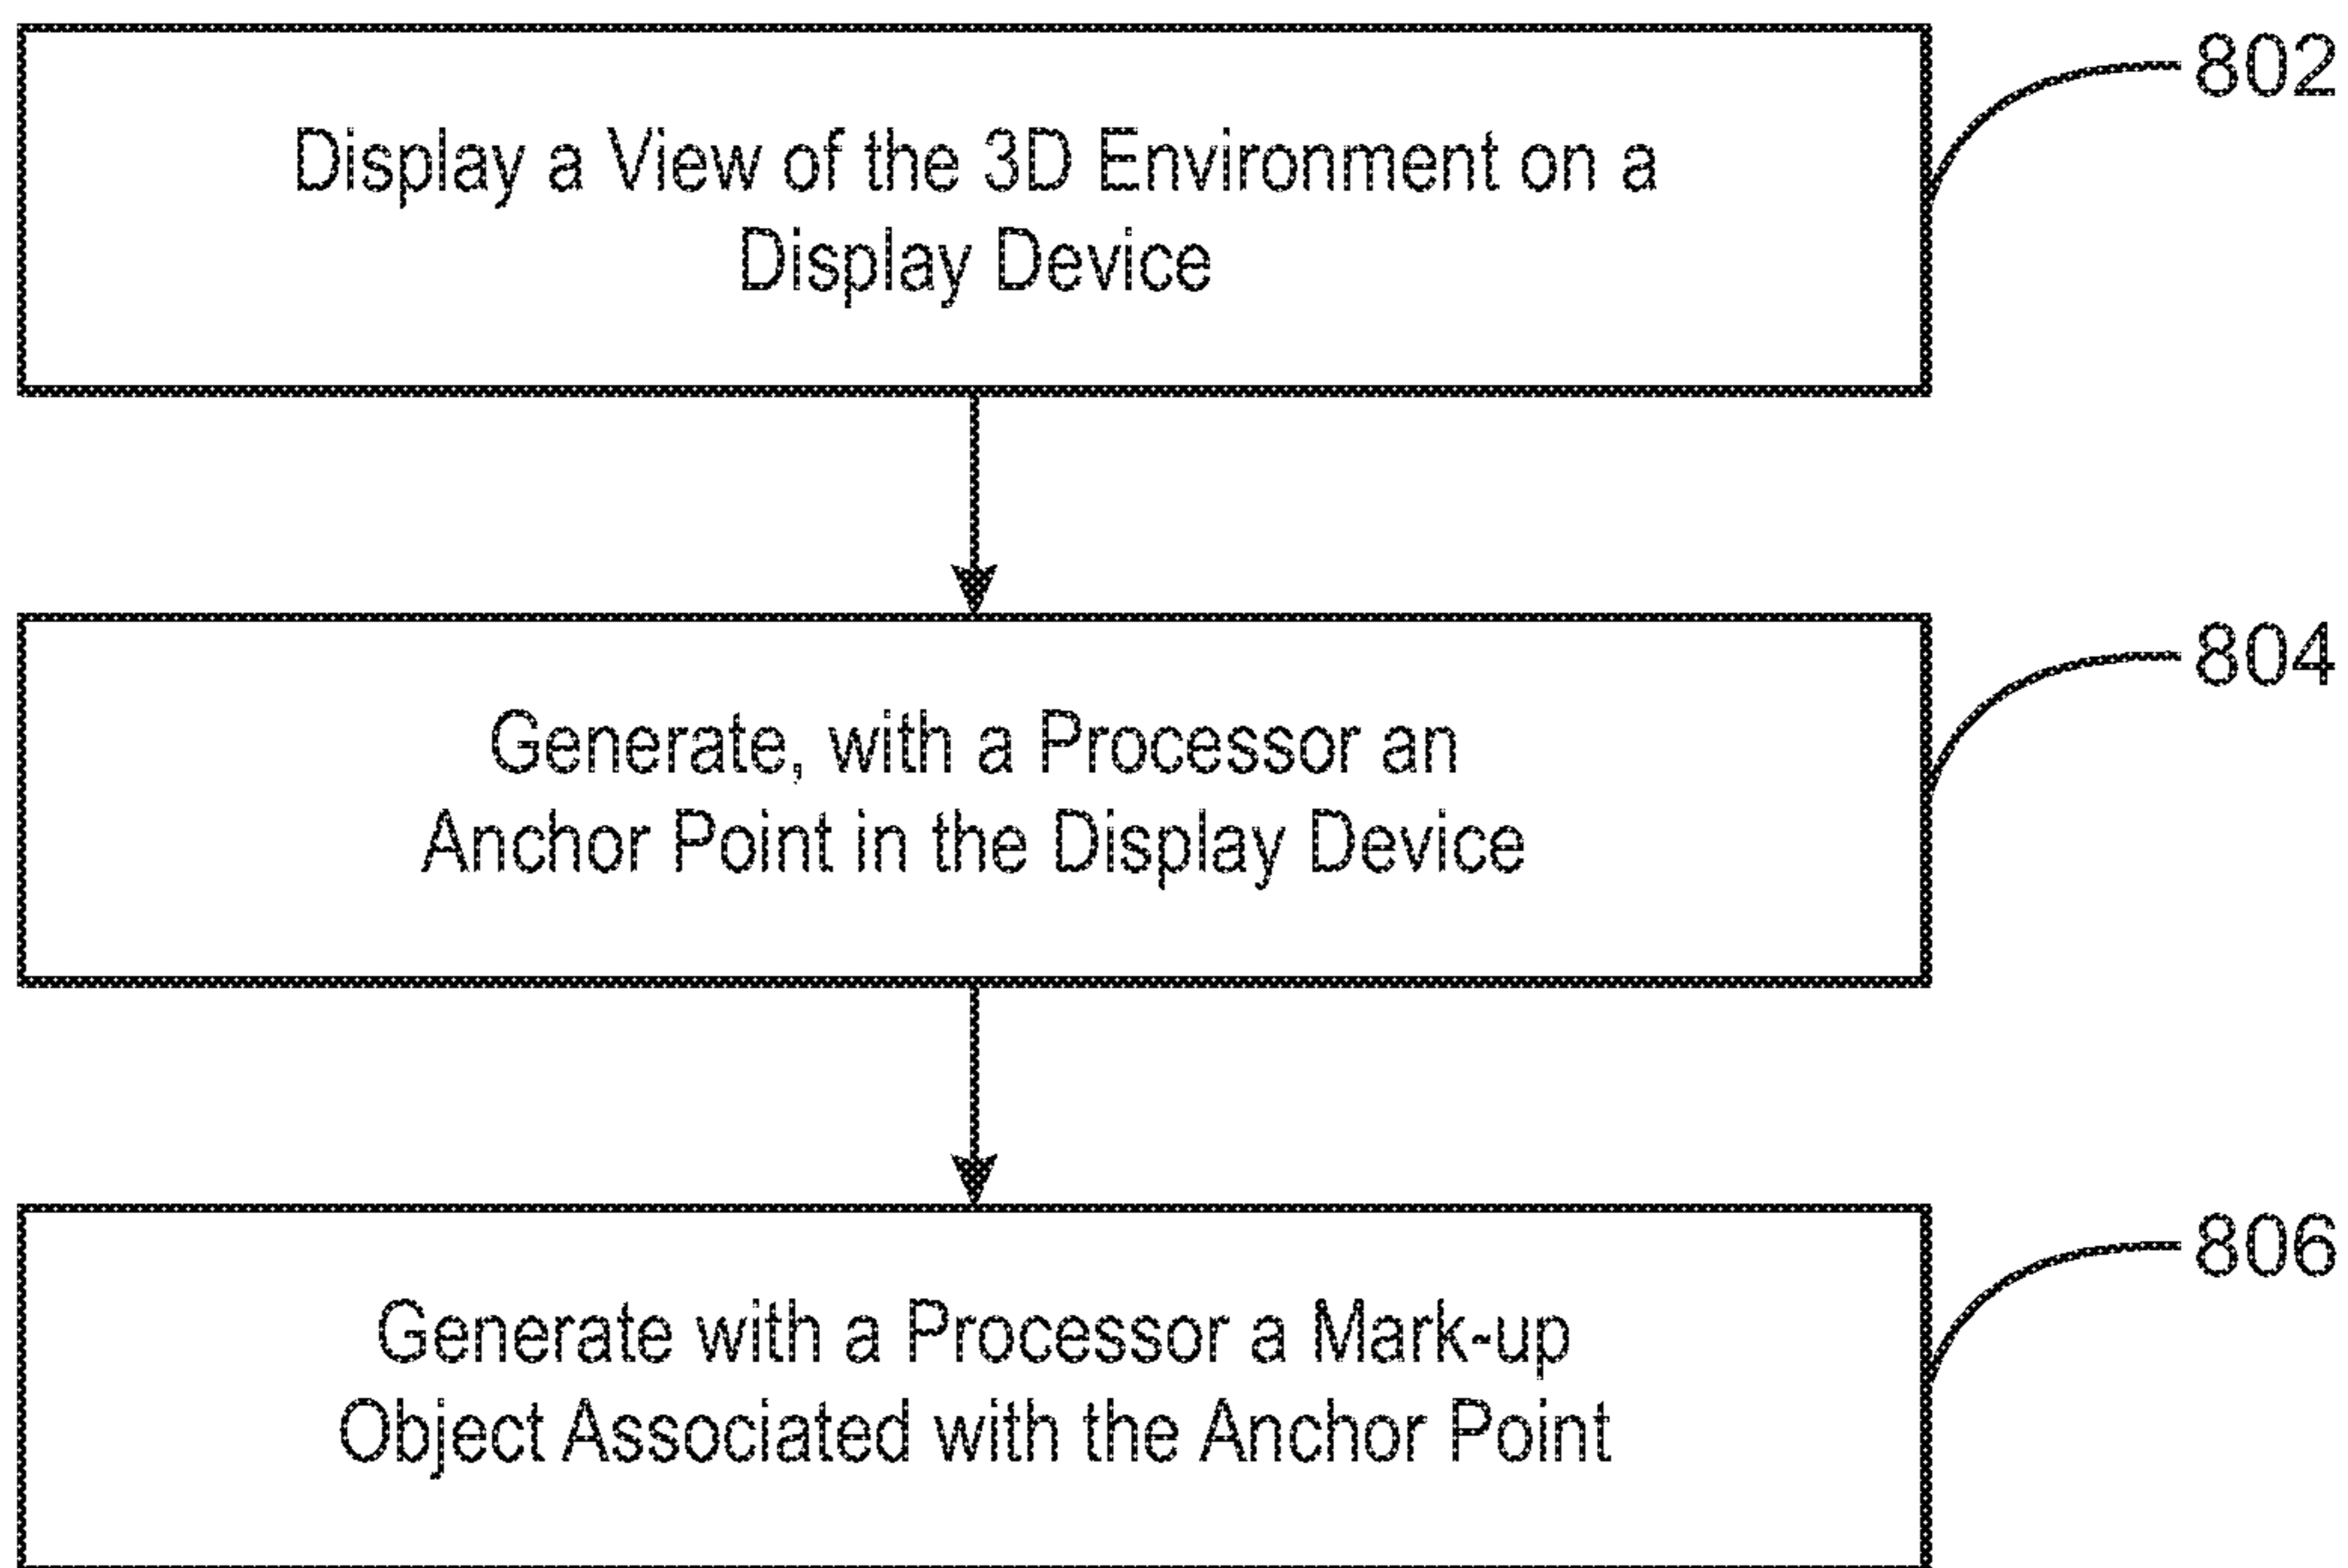 802
Display a View of the 3D Environment on a
Display Device
804
Generate, with a Processor an
Anchor Point in the Display Device
806
Generate with a Processor a Mark-up
Object Associated with the Anchor Point